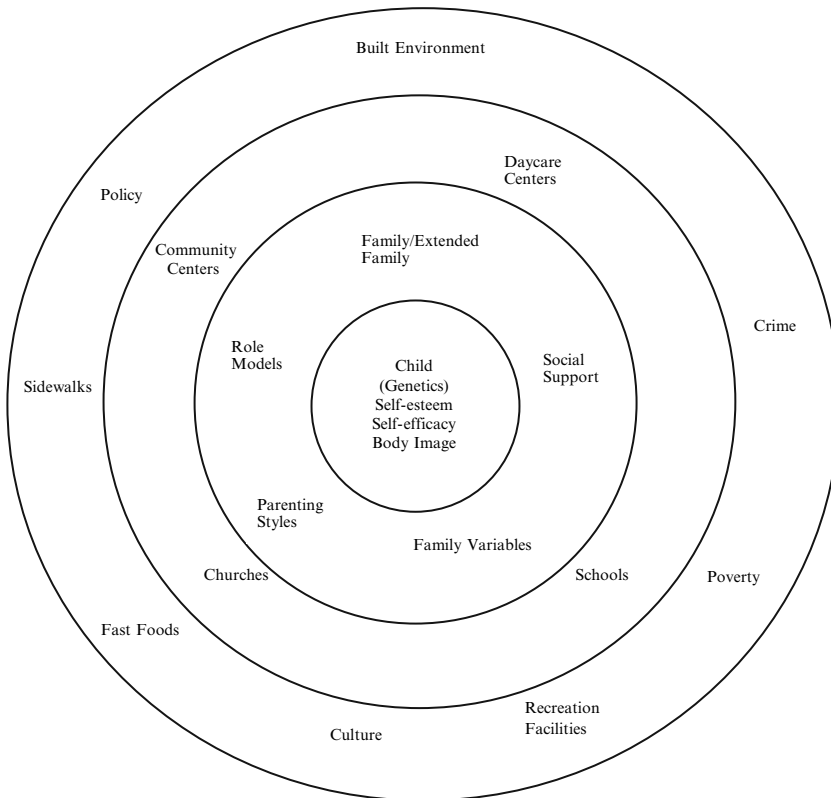 Built Environment
Daycare
Centers
Policy
Community
Centers
Family/Extended
Family
Crime
Role
Models
Social
Support
Child
(Genetics)
Self-esteem
Self-efficacy
Body Image
Sidewalks
Parenting
Styles
Family Variables
Churches
Schools
Poverty
Fast Foods
Recreation
Facilities
Culture